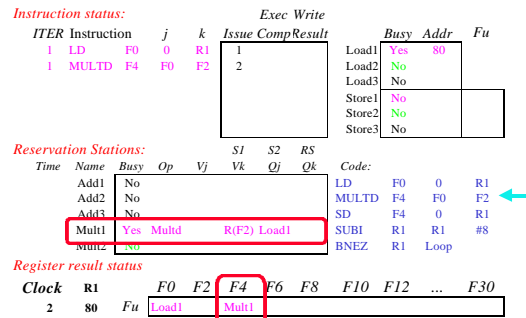 Instruction status: Exec Write
ITER Instruction j k Issue Comp Result Busy Addr Fu
1 LD F0 0 R1 1 Load1 Yes 80
1 MULTD F4 F0 F2 2 Load2 No
Load3 No
Store1 No
Store2 No
Store3 No
Reservation Stations: S1 S2 RS
Time Name Busy Op Vj Vk Qj Qk Code:
Add1 No LD F0 0 R1
Add2 No MULTD F4 F0 F2
Add3 No SD F4 0 R1
Mult1 Yes Multd R(F2) Load1 SUBI R1 R1 #8
Mult2 No BNEZ R1 Loop
Register result status
Clock R1 F0 F2 F4 F6 F8 F10 F12 ... F30
2 80 Fu Load1 Mult1